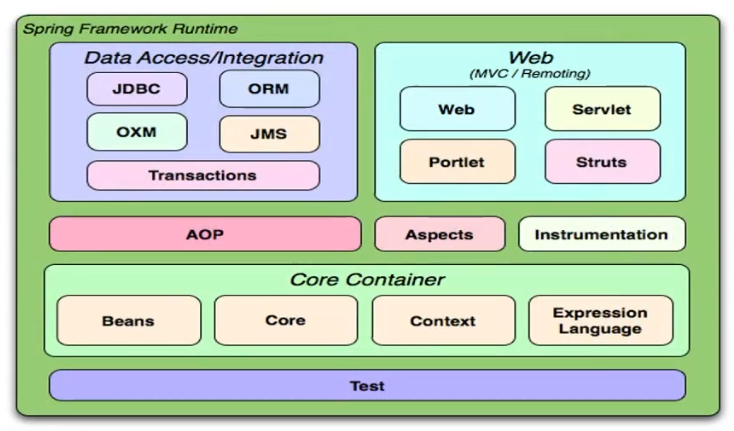 Spring Framework Runtime
Data Access/Integration
JDBC
ORM
OXM
JMS
Transactions
Web
(MVC / Remoting)
Web
Servlet
Portlet
Struts
AOP
Aspects
Instrumentation
Core Container
Beans
Core
Context
Expression
Language
Test